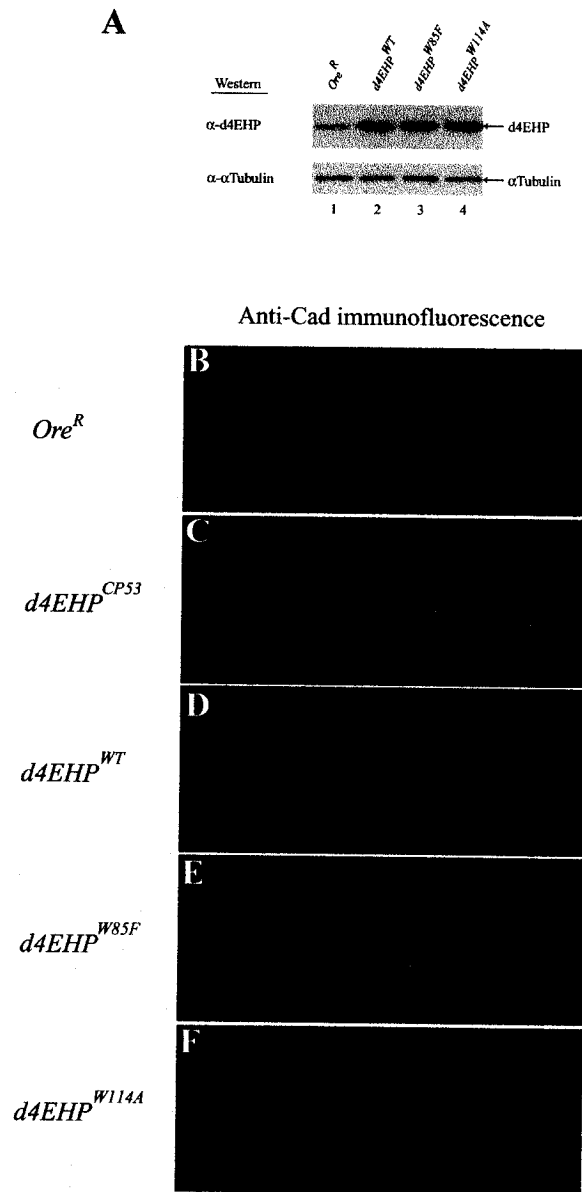 A
Western
Ore^R
d4EHP^WT
d4EHP^W85F
d4EHP^W114A
α-d4EHP
d4EHP
α-αTubulin
αTubulin
1 2 3 4
Anti-Cad immunofluorescence
B
Ore^R
C
d4EHP^CP53
D
d4EHP^WT
E
d4EHP^W85F
F
d4EHP^W114A